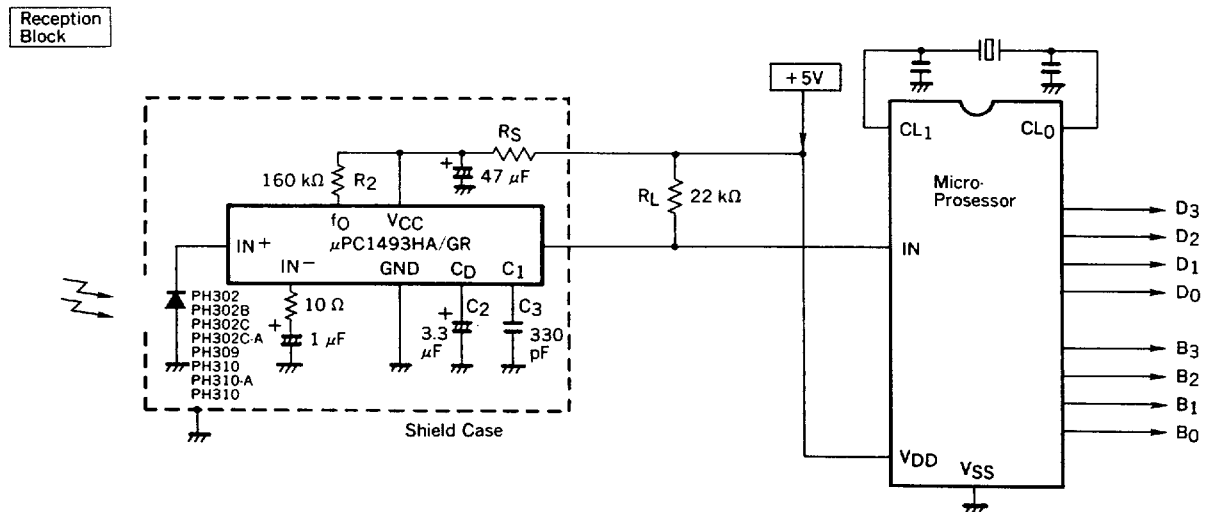 Reception
Block
+5V
CL1
CL0
RS
+
47 μF
160 kΩ
R2
RL
22 kΩ
Micro-
Prosessor
fO
VCC
μPC1493HA/GR
IN+
IN−
GND
CD
C1
IN
D3
D2
D1
D0
PH302
PH302B
PH302C
PH302C-A
PH309
PH310
PH310-A
PH310
10 Ω
+
1 μF
+
C2
3.3
μF
C3
330
pF
B3
B2
B1
B0
Shield Case
VDD
VSS